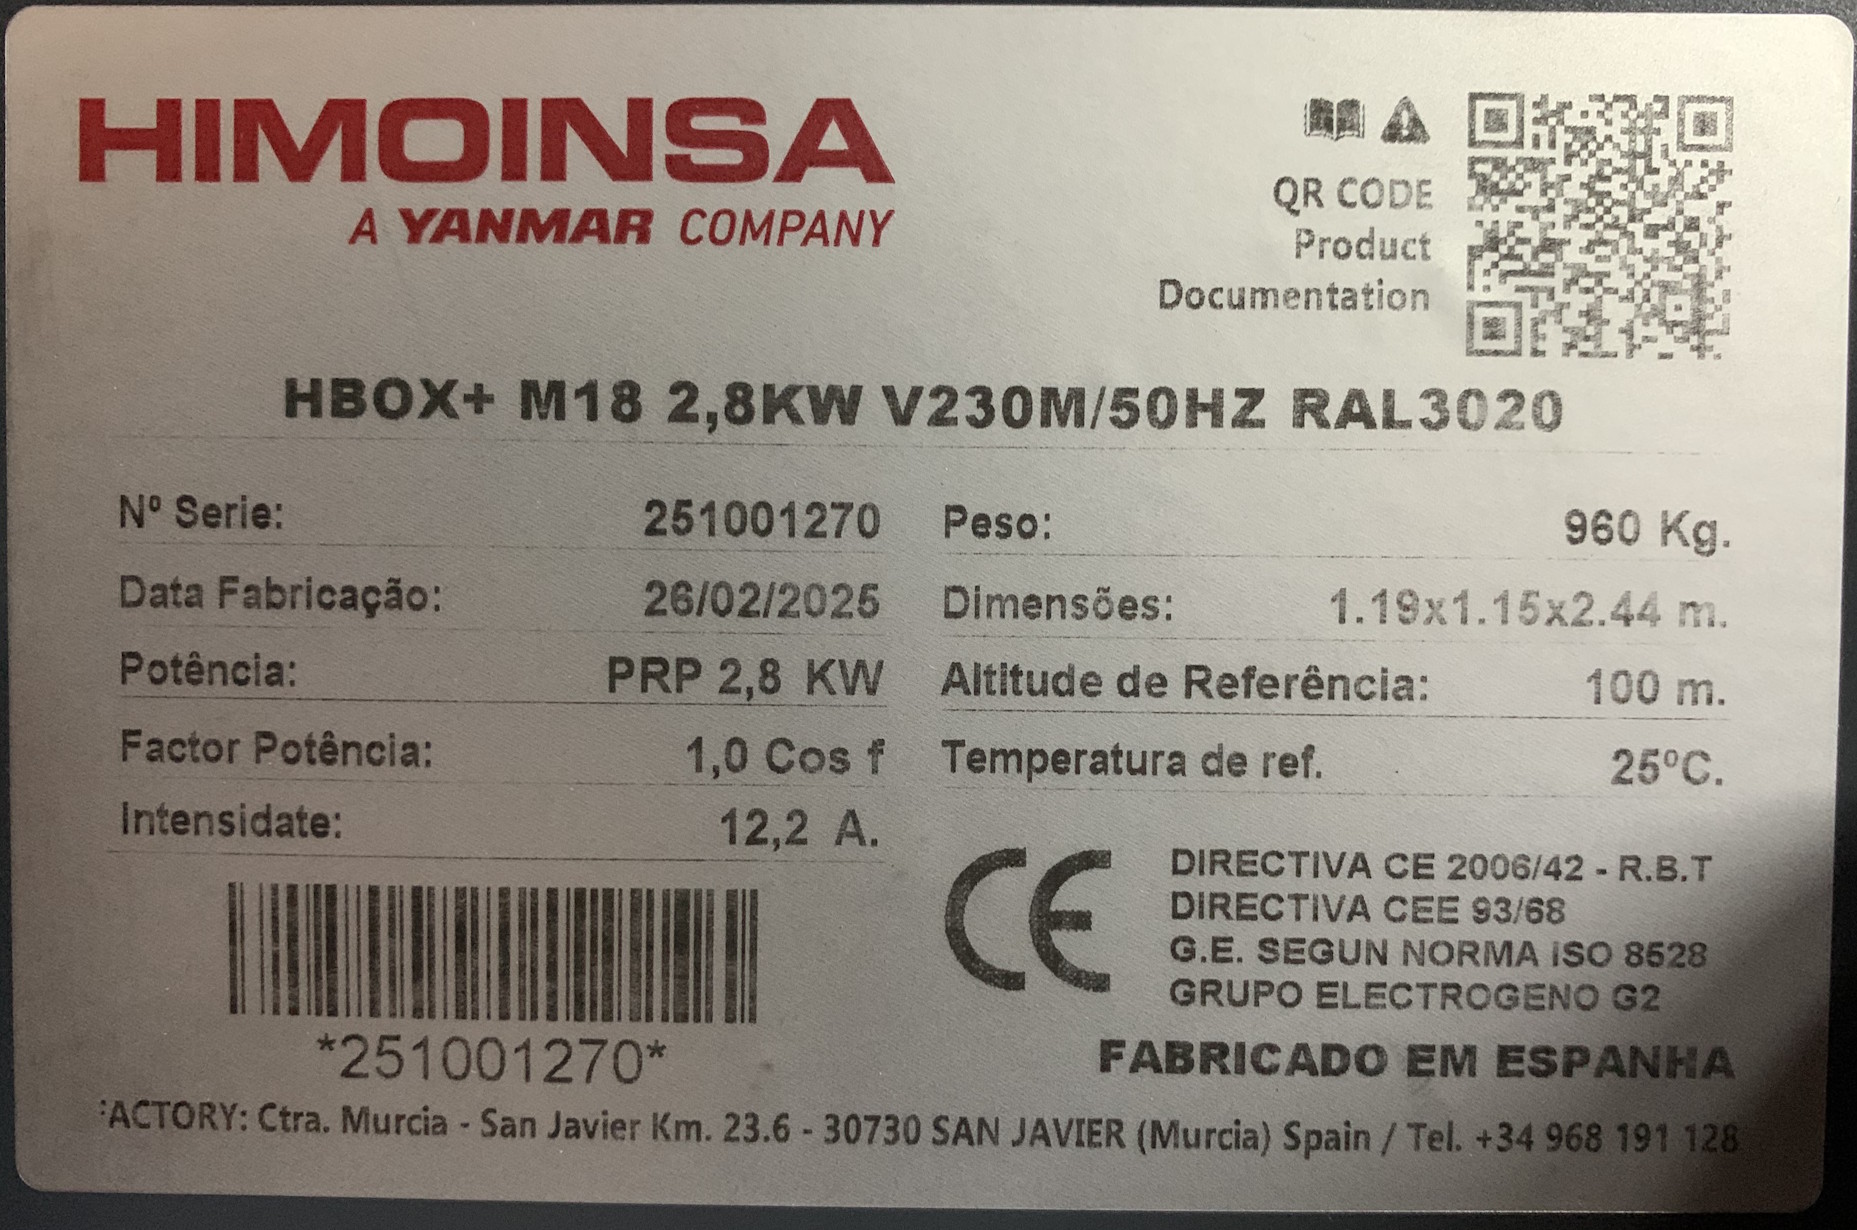 HIMOINSA
A YANMAR COMPANY
QR CODE
Product
Documentation
HBOX+ M18 2,8KW V230M/50HZ RAL3020
Nº Serie: 251001270
Data Fabricação: 26/02/2025
Potência: PRP 2,8 KW
Factor Potência: 1,0 Cos f
Intensidate: 12,2 A.
Peso: 960 Kg.
Dimensões: 1.19x1.15x2.44 m.
Altitude de Referência: 100 m.
Temperatura de ref. 25ºC.
CE
DIRECTIVA CE 2006/42 - R.B.T
DIRECTIVA CEE 93/68
G.E. SEGUN NORMA ISO 8528
GRUPO ELECTROGENO G2
*251001270*
FABRICADO EM ESPANHA
FACTORY: Ctra. Murcia - San Javier Km. 23.6 - 30730 SAN JAVIER (Murcia) Spain / Tel. +34 968 191 128